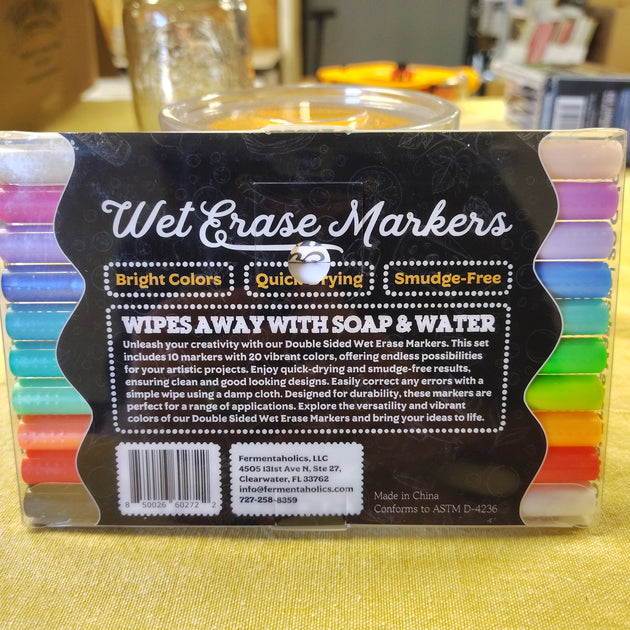 Wet Erase Markers
Bright Colors Quick Drying Smudge-Free
WIPES AWAY WITH SOAP & WATER
Unleash your creativity with our Double Sided Wet Erase Markers. This set
includes 10 markers with 20 vibrant colors, offering endless possibilities
for your artistic projects. Enjoy quick-drying and smudge-free results,
ensuring clean and good looking designs. Easily correct any errors with a
simple wipe using a damp cloth. Designed for durability, these markers are
perfect for a range of applications. Explore the versatility and vibrant
colors of our Double Sided Wet Erase Markers and bring your ideas to life.
8 50026 60272 2
Fermentaholics, LLC
4505 131st Ave N, Ste 27,
Clearwater, FL 33762
info@fermentaholics.com
727-258-8359
Made in China
Conforms to ASTM D-4236